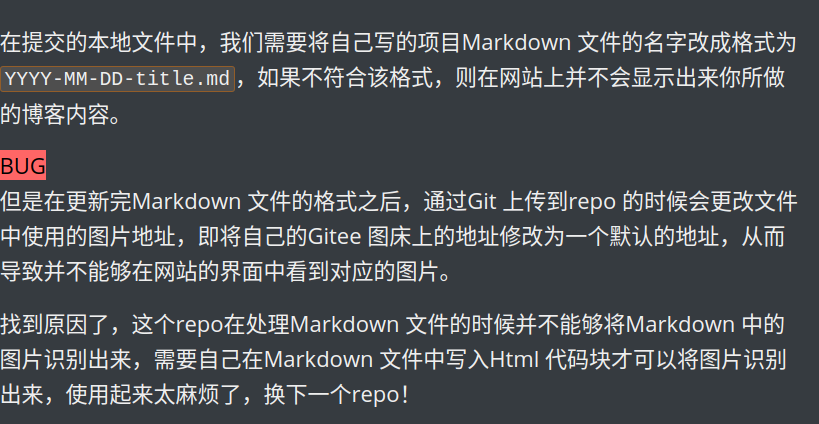 在提交的本地文件中，我们需要将自己写的项目Markdown 文件的名字改成格式为
YYYY-MM-DD-title.md，如果不符合该格式，则在网站上并不会显示出来你所做
的博客内容。
BUG
但是在更新完Markdown 文件的格式之后，通过Git 上传到repo 的时候会更改文件
中使用的图片地址，即将自己的Gitee 图床上的地址修改为一个默认的地址，从而
导致并不能够在网站的界面中看到对应的图片。
找到原因了，这个repo在处理Markdown 文件的时候并不能够将Markdown 中的
图片识别出来，需要自己在Markdown 文件中写入Html 代码块才可以将图片识别
出来，使用起来太麻烦了，换下一个repo！